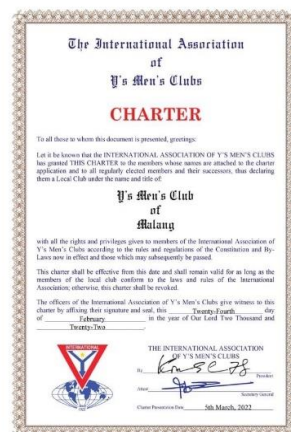 The International Association
of
Y's Men's Clubs
CHARTER
To all those to whom this document is presented, greetings:
Let it be known that the INTERNATIONAL ASSOCIATION OF Y'S MEN'S CLUBS
has granted THIS CHARTER to the members whose names are attached to the charter
application and to all regularly elected members and their successors, thus declaring
them a Local Club under the name and title of:
Y's Men's Club
of
Malang
with all the rights and privileges given to members of the International Association of
Y's Men's Clubs according to the rules and regulations of the Constitution and By-
Laws now in effect and those which may subsequently be passed.
This charter shall be effective from this date and shall remain valid for as long as the
members of the local club conform to the laws and rules of the International
Association; otherwise, this charter shall be revoked.
The officers of the International Association of Y's Men's Clubs give witness to this
charter by affixing their signature and seal, this Twenty-Fourth day
of February in the year of Our Lord Two Thousand and
Twenty-Two
THE INTERNATIONAL ASSOCIATION
OF Y'S MEN'S CLUBS
By
President
Attest
Secretary General
Charter Presentation Date 5th March, 2022
INTERNATIONAL